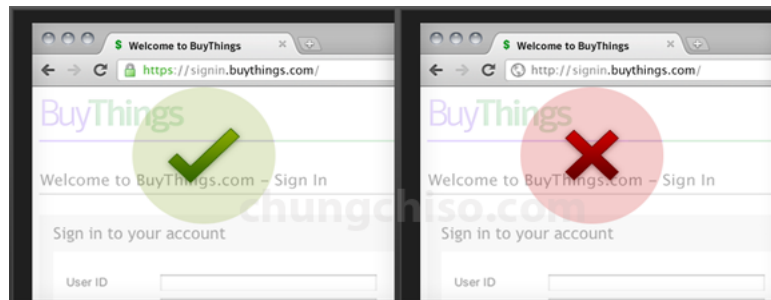 $ Welcome to BuyThings
https://signin.buythings.com/
BuyThings
Welcome to BuyThings.com – Sign In
Sign in to your account
User ID
$ Welcome to BuyThings
http://signin.buythings.com/
BuyThings
Welcome to BuyThings.com – Sign In
Sign in to your account
User ID
chungchiso.com